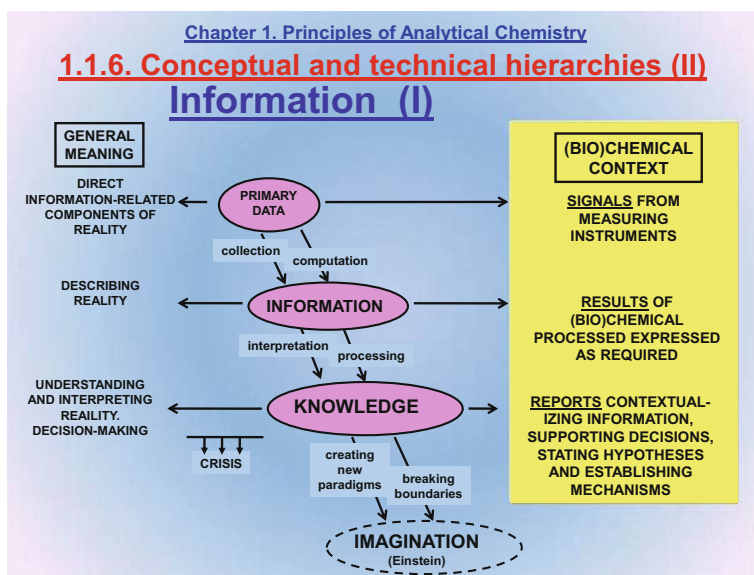 Chapter 1. Principles of Analytical Chemistry
1.1.6. Conceptual and technical hierarchies (II)
Information (I)
GENERAL
MEANING
(BIO)CHEMICAL
CONTEXT
DIRECT
INFORMATION-RELATED
COMPONENTS OF
REALITY
PRIMARY
DATA
SIGNALS FROM
MEASURING
INSTRUMENTS
collection
computation
DESCRIBING
REALITY
INFORMATION
RESULTS OF
(BIO)CHEMICAL
PROCESSED EXPRESSED
AS REQUIRED
interpretation
processing
UNDERSTANDING
AND INTERPRETING
REAILITY.
DECISION-MAKING
KNOWLEDGE
REPORTS CONTEXTUAL-
IZING INFORMATION,
SUPPORTING DECISIONS,
STATING HYPOTHESES
AND ESTABLISHING
MECHANISMS
CRISIS
creating
new
paradigms
breaking
boundaries
IMAGINATION
(Einstein)